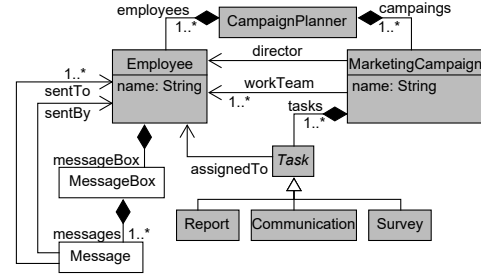 employees
CampaignPlanner
campaings
1..*
1..*
director
Employee
name: String
MarketingCampaign
name: String
1..*
sentTo
sentBy
workTeam
1..*
tasks
1..*
messageBox
assignedTo
Task
MessageBox
messages
1..*
Message
Report
Communication
Survey